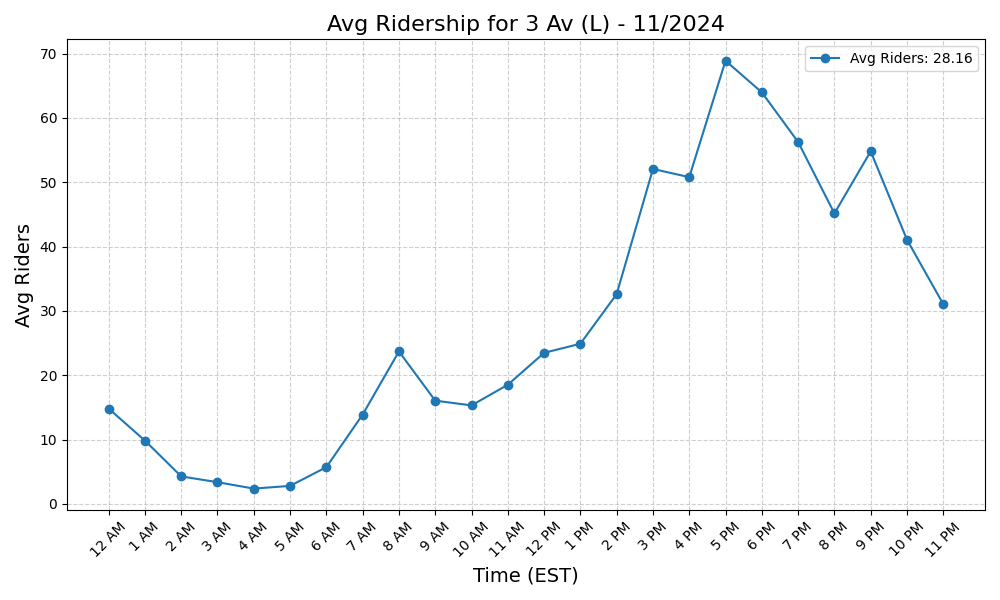 Avg Ridership for 3 Av (L) - 11/2024
Avg Riders: 28.16
Avg Riders
70
60
50
40
30
20
10
0
12 AM
1 AM
2 AM
3 AM
4 AM
5 AM
6 AM
7 AM
8 AM
9 AM
10 AM
11 AM
12 PM
1 PM
2 PM
3 PM
4 PM
5 PM
6 PM
7 PM
8 PM
9 PM
10 PM
11 PM
Time (EST)